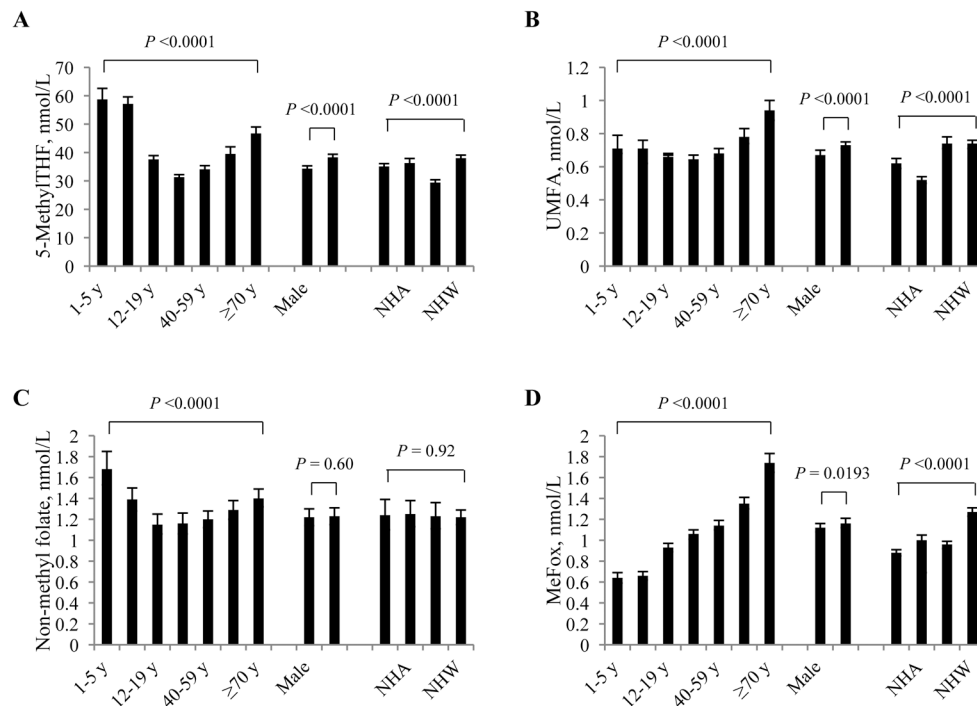 A
P <0.0001
P <0.0001
P <0.0001
5-MethylTHF, nmol/L
70
60
50
40
30
20
10
0
1-5 y
12-19 y
40-59 y
≥70 y
Male
NHA
NHW
B
P <0.0001
P <0.0001
P <0.0001
UMFA, nmol/L
1.2
1
0.8
0.6
0.4
0.2
0
1-5 y
12-19 y
40-59 y
≥70 y
Male
NHA
NHW
C
P <0.0001
P = 0.60
P = 0.92
Non-methyl folate, nmol/L
2
1.8
1.6
1.4
1.2
1
0.8
0.6
0.4
0.2
0
1-5 y
12-19 y
40-59 y
≥70 y
Male
NHA
NHW
D
P <0.0001
P = 0.0193
P <0.0001
MeFox, nmol/L
2
1.8
1.6
1.4
1.2
1
0.8
0.6
0.4
0.2
0
1-5 y
12-19 y
40-59 y
≥70 y
Male
NHA
NHW